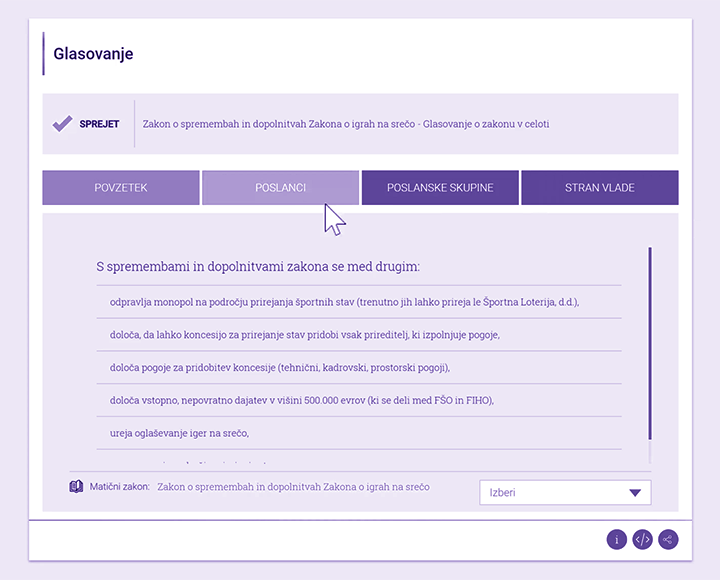 Glasovanje
SPREJET
Zakon o spremembah in dopolnitvah Zakona o igrah na srečo - Glasovanje o zakonu v celoti
POVZETEK
POSLANCI
POSLANSKE SKUPINE
STRAN VLADE
S spremembami in dopolnitvami zakona se med drugim:
odpravlja monopol na področju prirejanja športnih stav (trenutno jih lahko prireja le Športna Loterija, d.d.),
določa, da lahko koncesijo za prirejanje stav pridobi vsak prireditelj, ki izpolnjuje pogoje,
določa pogoje za pridobitev koncesije (tehnični, kadrovski, prostorski pogoji),
določa vstopno, nepovratno dajatev v višini 500.000 evrov (ki se deli med FŠO in FIHO),
ureja oglaševanje iger na srečo,
Matični zakon: Zakon o spremembah in dopolnitvah Zakona o igrah na srečo
Izberi